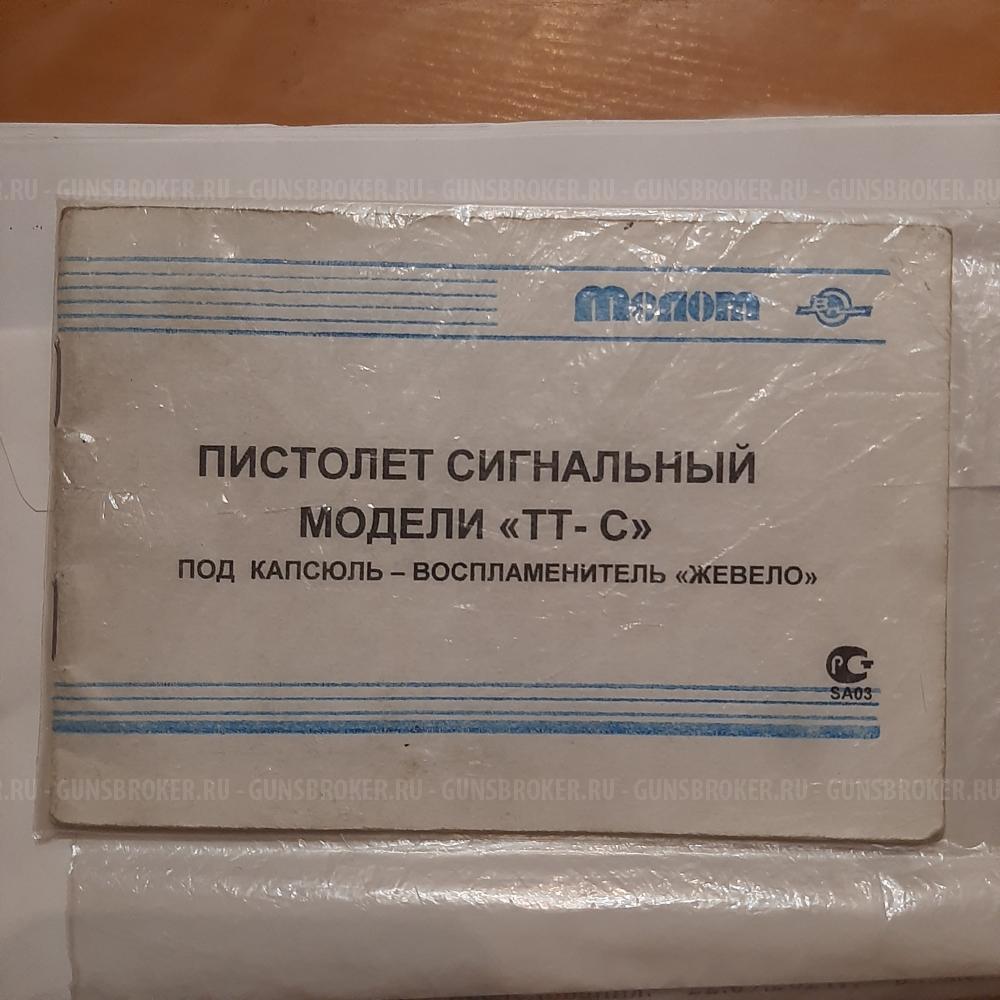 .RU - GUNSBROKER.RU - GUNSBROKER.RU - GUNSBROKER.RU - GUNSBROKER.RU - GUNSBROKER
Молот
ПИСТОЛЕТ СИГНАЛЬНЫЙ
МОДЕЛИ «ТТ- С»
ПОД КАПСЮЛЬ – ВОСПЛАМЕНИТЕЛЬ «ЖЕВЕЛО»
РСТ
SA03
.RU - GUNSBROKER.RU - GUNSBROKER.RU - GUNSBROKER.RU - GUNSBROKER.RU - GUNSBROKER